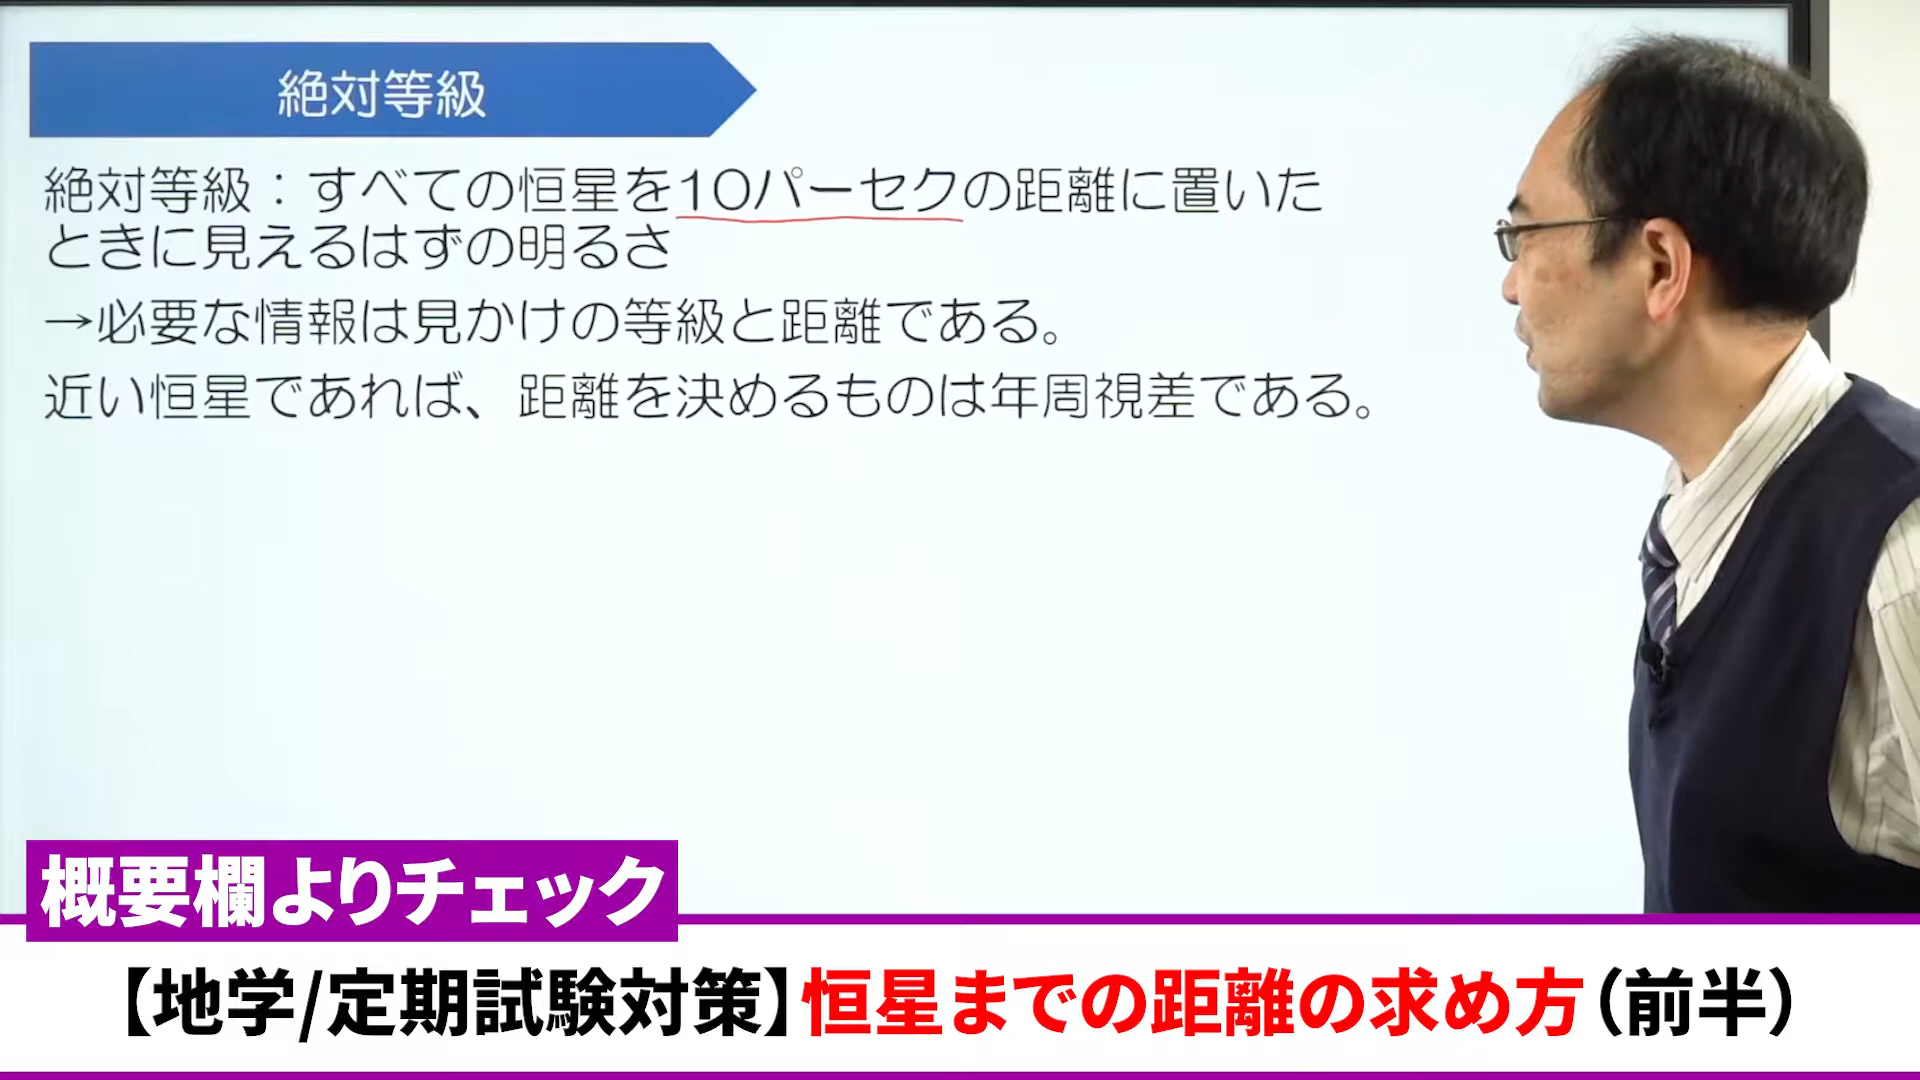 絶対等級
絶対等級：すべての恒星を10パーセクの距離に置いた
ときに見えるはずの明るさ
→必要な情報は見かけの等級と距離である。
近い恒星であれば、距離を決めるものは年周視差である。
概要欄よりチェック
【地学/定期試験対策】恒星までの距離の求め方（前半）